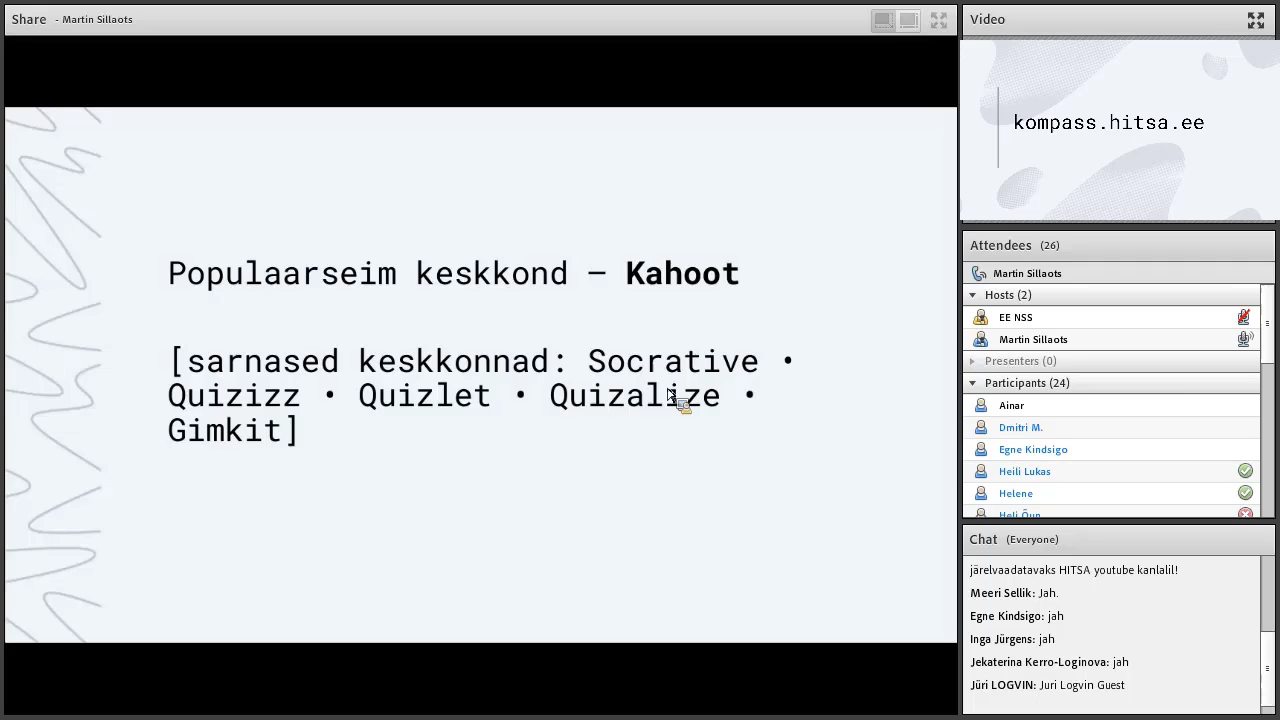 Share - Martin Sillaots
Populaarseim keskkond – Kahoot
[sarnased keskkonnad: Socrative •
Quizizz • Quizlet • Quizalize •
Gimkit]
Video
kompass.hitsa.ee
Attendees (26)
Martin Sillaots
Hosts (2)
EE NSS
Martin Sillaots
Presenters (0)
Participants (24)
Ainar
Dmitri M.
Egne Kindsigo
Heili Lukas
Helene
Heli Õun
Chat (Everyone)
järelvaadatavaks HITSA youtube kanlalil!
Meeri Sellik: Jah.
Egne Kindsigo: jah
Inga Jürgens: jah
Jekaterina Kerro-Loginova: jah
Jüri LOGVIN: Juri Logvin Guest